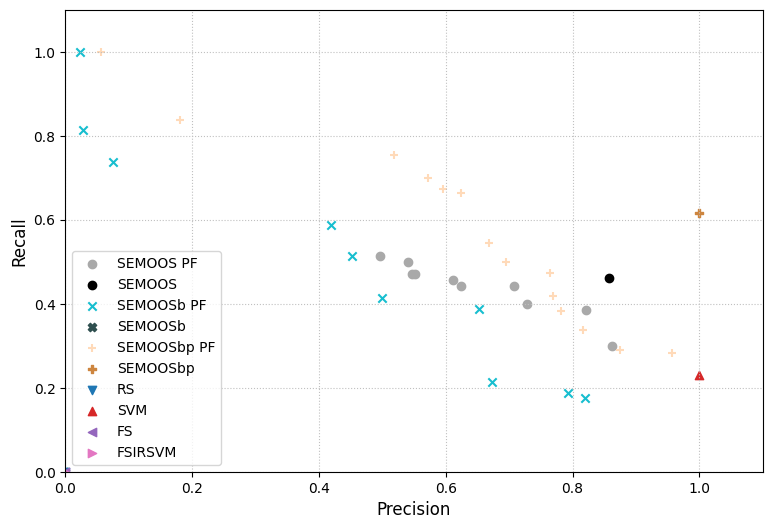 1.0
0.8
0.6
0.4
0.2
0.0
Recall
SEMOOS PF
SEMOOS
SEMOOSb PF
SEMOOSb
SEMOOSbp PF
SEMOOSbp
RS
SVM
FS
FSIRSVM
0.0 0.2 0.4 0.6 0.8 1.0
Precision